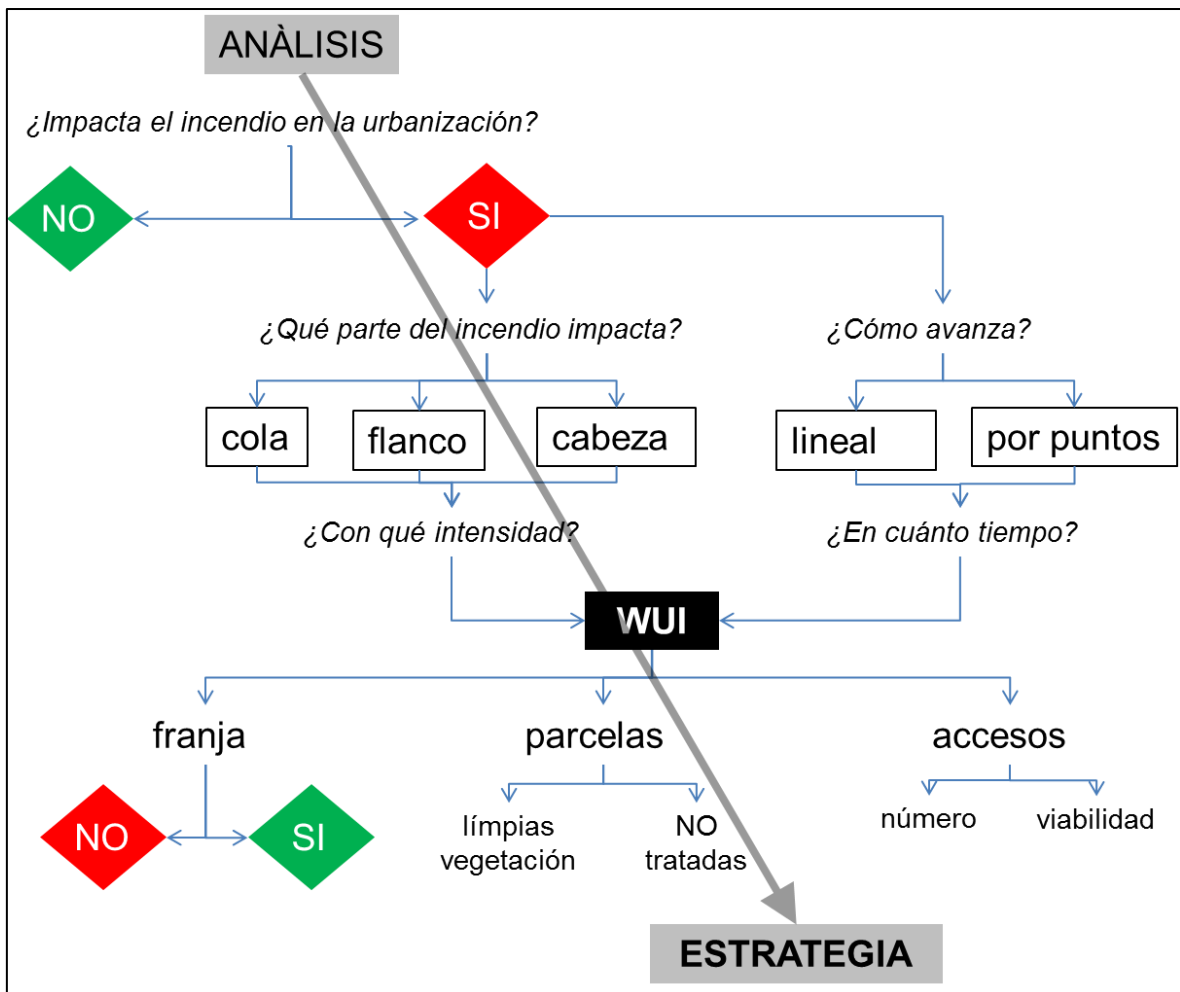 ANÀLISIS
¿Impacta el incendio en la urbanización?
NO
SI
¿Qué parte del incendio impacta?
¿Cómo avanza?
cola
flanco
cabeza
lineal
por puntos
¿Con qué intensidad?
¿En cuánto tiempo?
WUI
franja
parcelas
accesos
NO
SI
límpias
vegetación
NO
tratadas
número
viabilidad
ESTRATEGIA